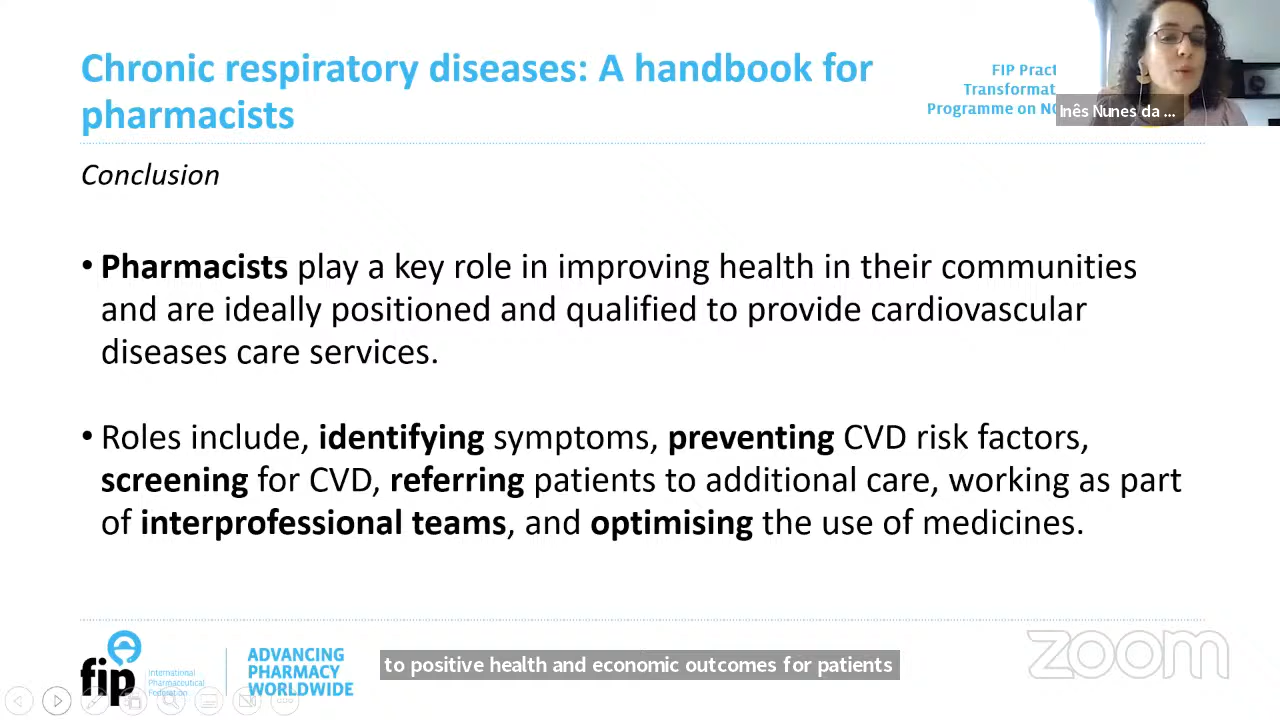 Chronic respiratory diseases: A handbook for
pharmacists
FIP Pract
Transformat
Programme on NC
Inês Nunes da ...
Conclusion
• Pharmacists play a key role in improving health in their communities
and are ideally positioned and qualified to provide cardiovascular
diseases care services.
• Roles include, identifying symptoms, preventing CVD risk factors,
screening for CVD, referring patients to additional care, working as part
of interprofessional teams, and optimising the use of medicines.
fip
International
Pharmaceutical
Federation
ADVANCING
PHARMACY
WORLDWIDE
to positive health and economic outcomes for patients
zoom